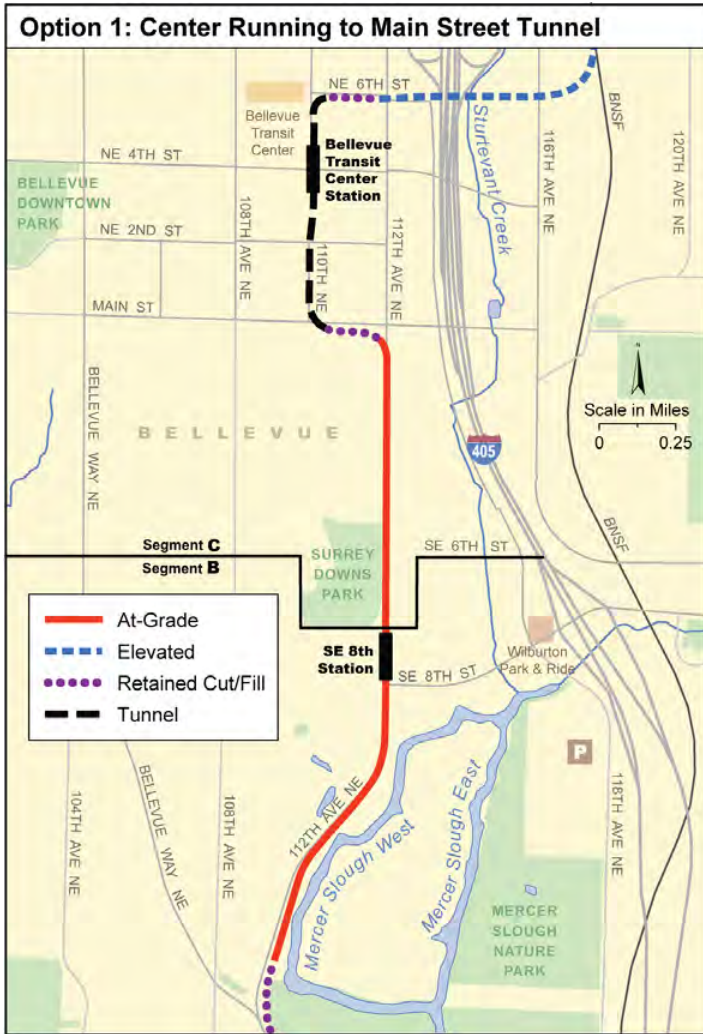 Option 1: Center Running to Main Street Tunnel
NE 6TH ST
BNSF
Bellevue
Transit
Center
Sturtevant Creek
116TH AVE NE
120TH AVE NE
NE 4TH ST
Bellevue
Transit
Center
Station
BELLEVUE
DOWNTOWN
PARK
108TH AVE NE
112TH AVE NE
NE 2ND ST
110TH NE
MAIN ST
BELLEVUE WAY NE
N
Scale in Miles
0 0.25
BELLEVUE
405
BNSF
Segment C
Segment B
SURREY
DOWNS
PARK
SE 6TH ST
At-Grade
Elevated
Retained Cut/Fill
Tunnel
SE 8th
Station
Wilburton
Park & Ride
SE 8TH ST
P
104TH AVE NE
BELLEVUE WAY NE
108TH AVE NE
112TH AVE NE
Mercer Slough West
Mercer Slough East
118TH AVE NE
MERCER
SLOUGH
NATURE
PARK